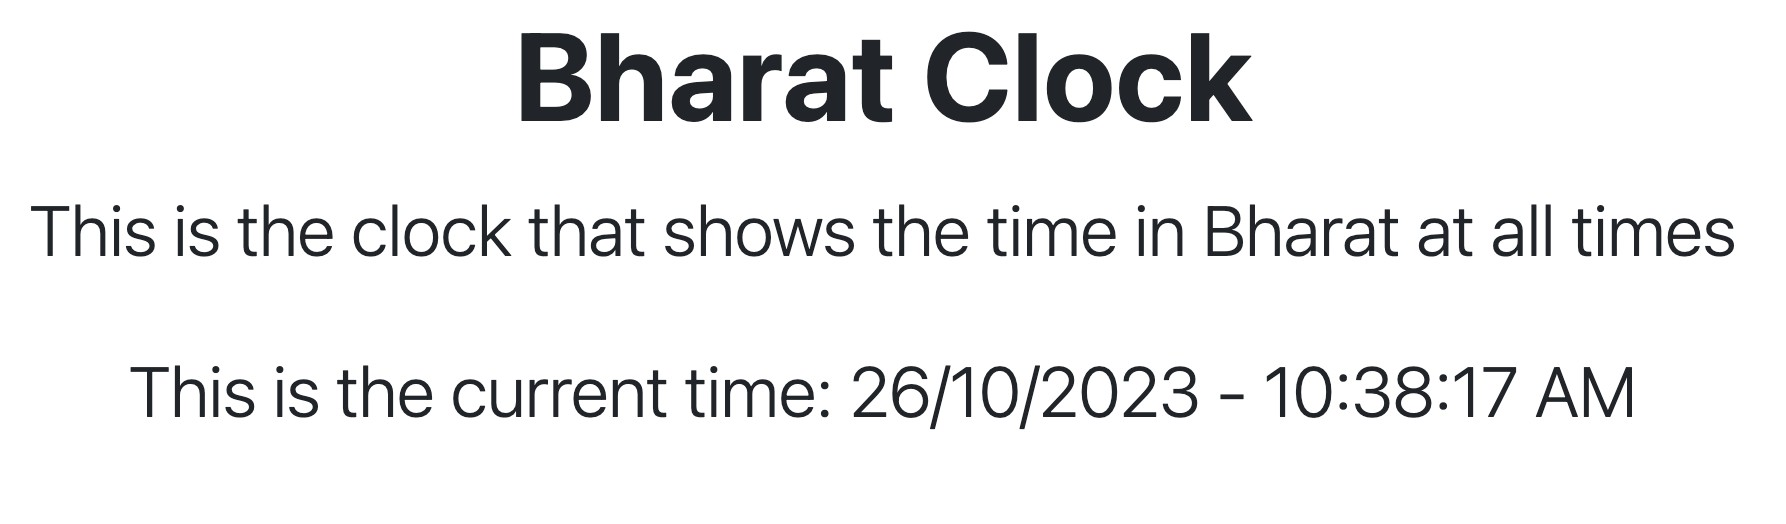 Bharat Clock
This is the clock that shows the time in Bharat at all times
This is the current time: 26/10/2023 - 10:38:17 AM